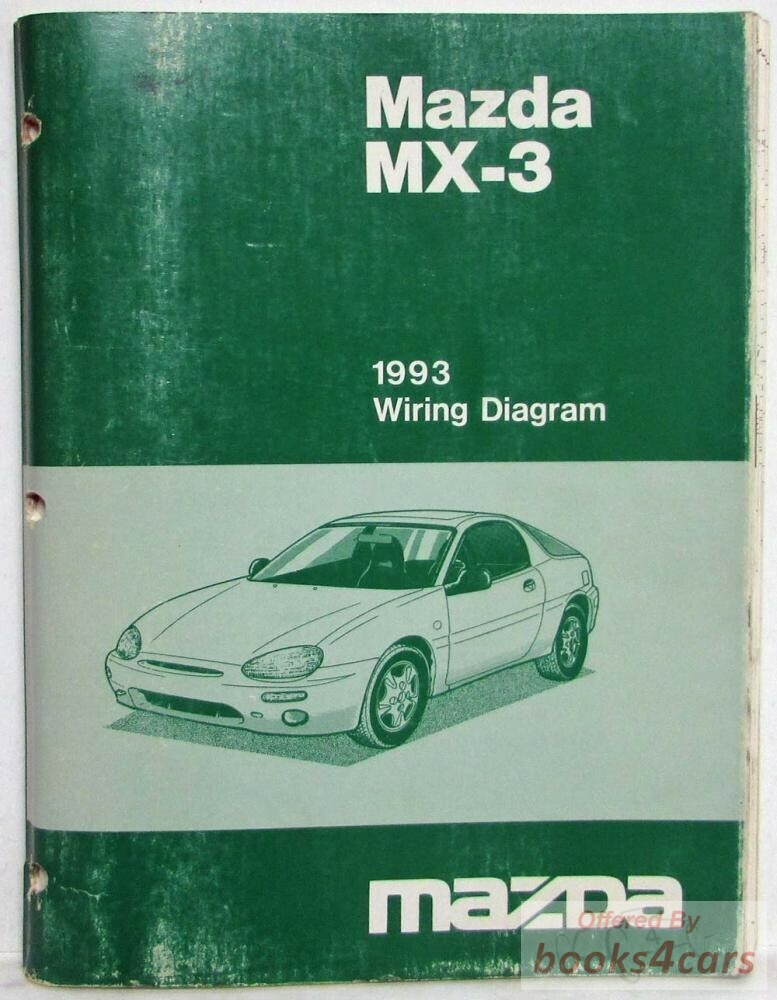 Mazda
MX-3
1993
Wiring Diagram
mazda
Offered By
books4cars